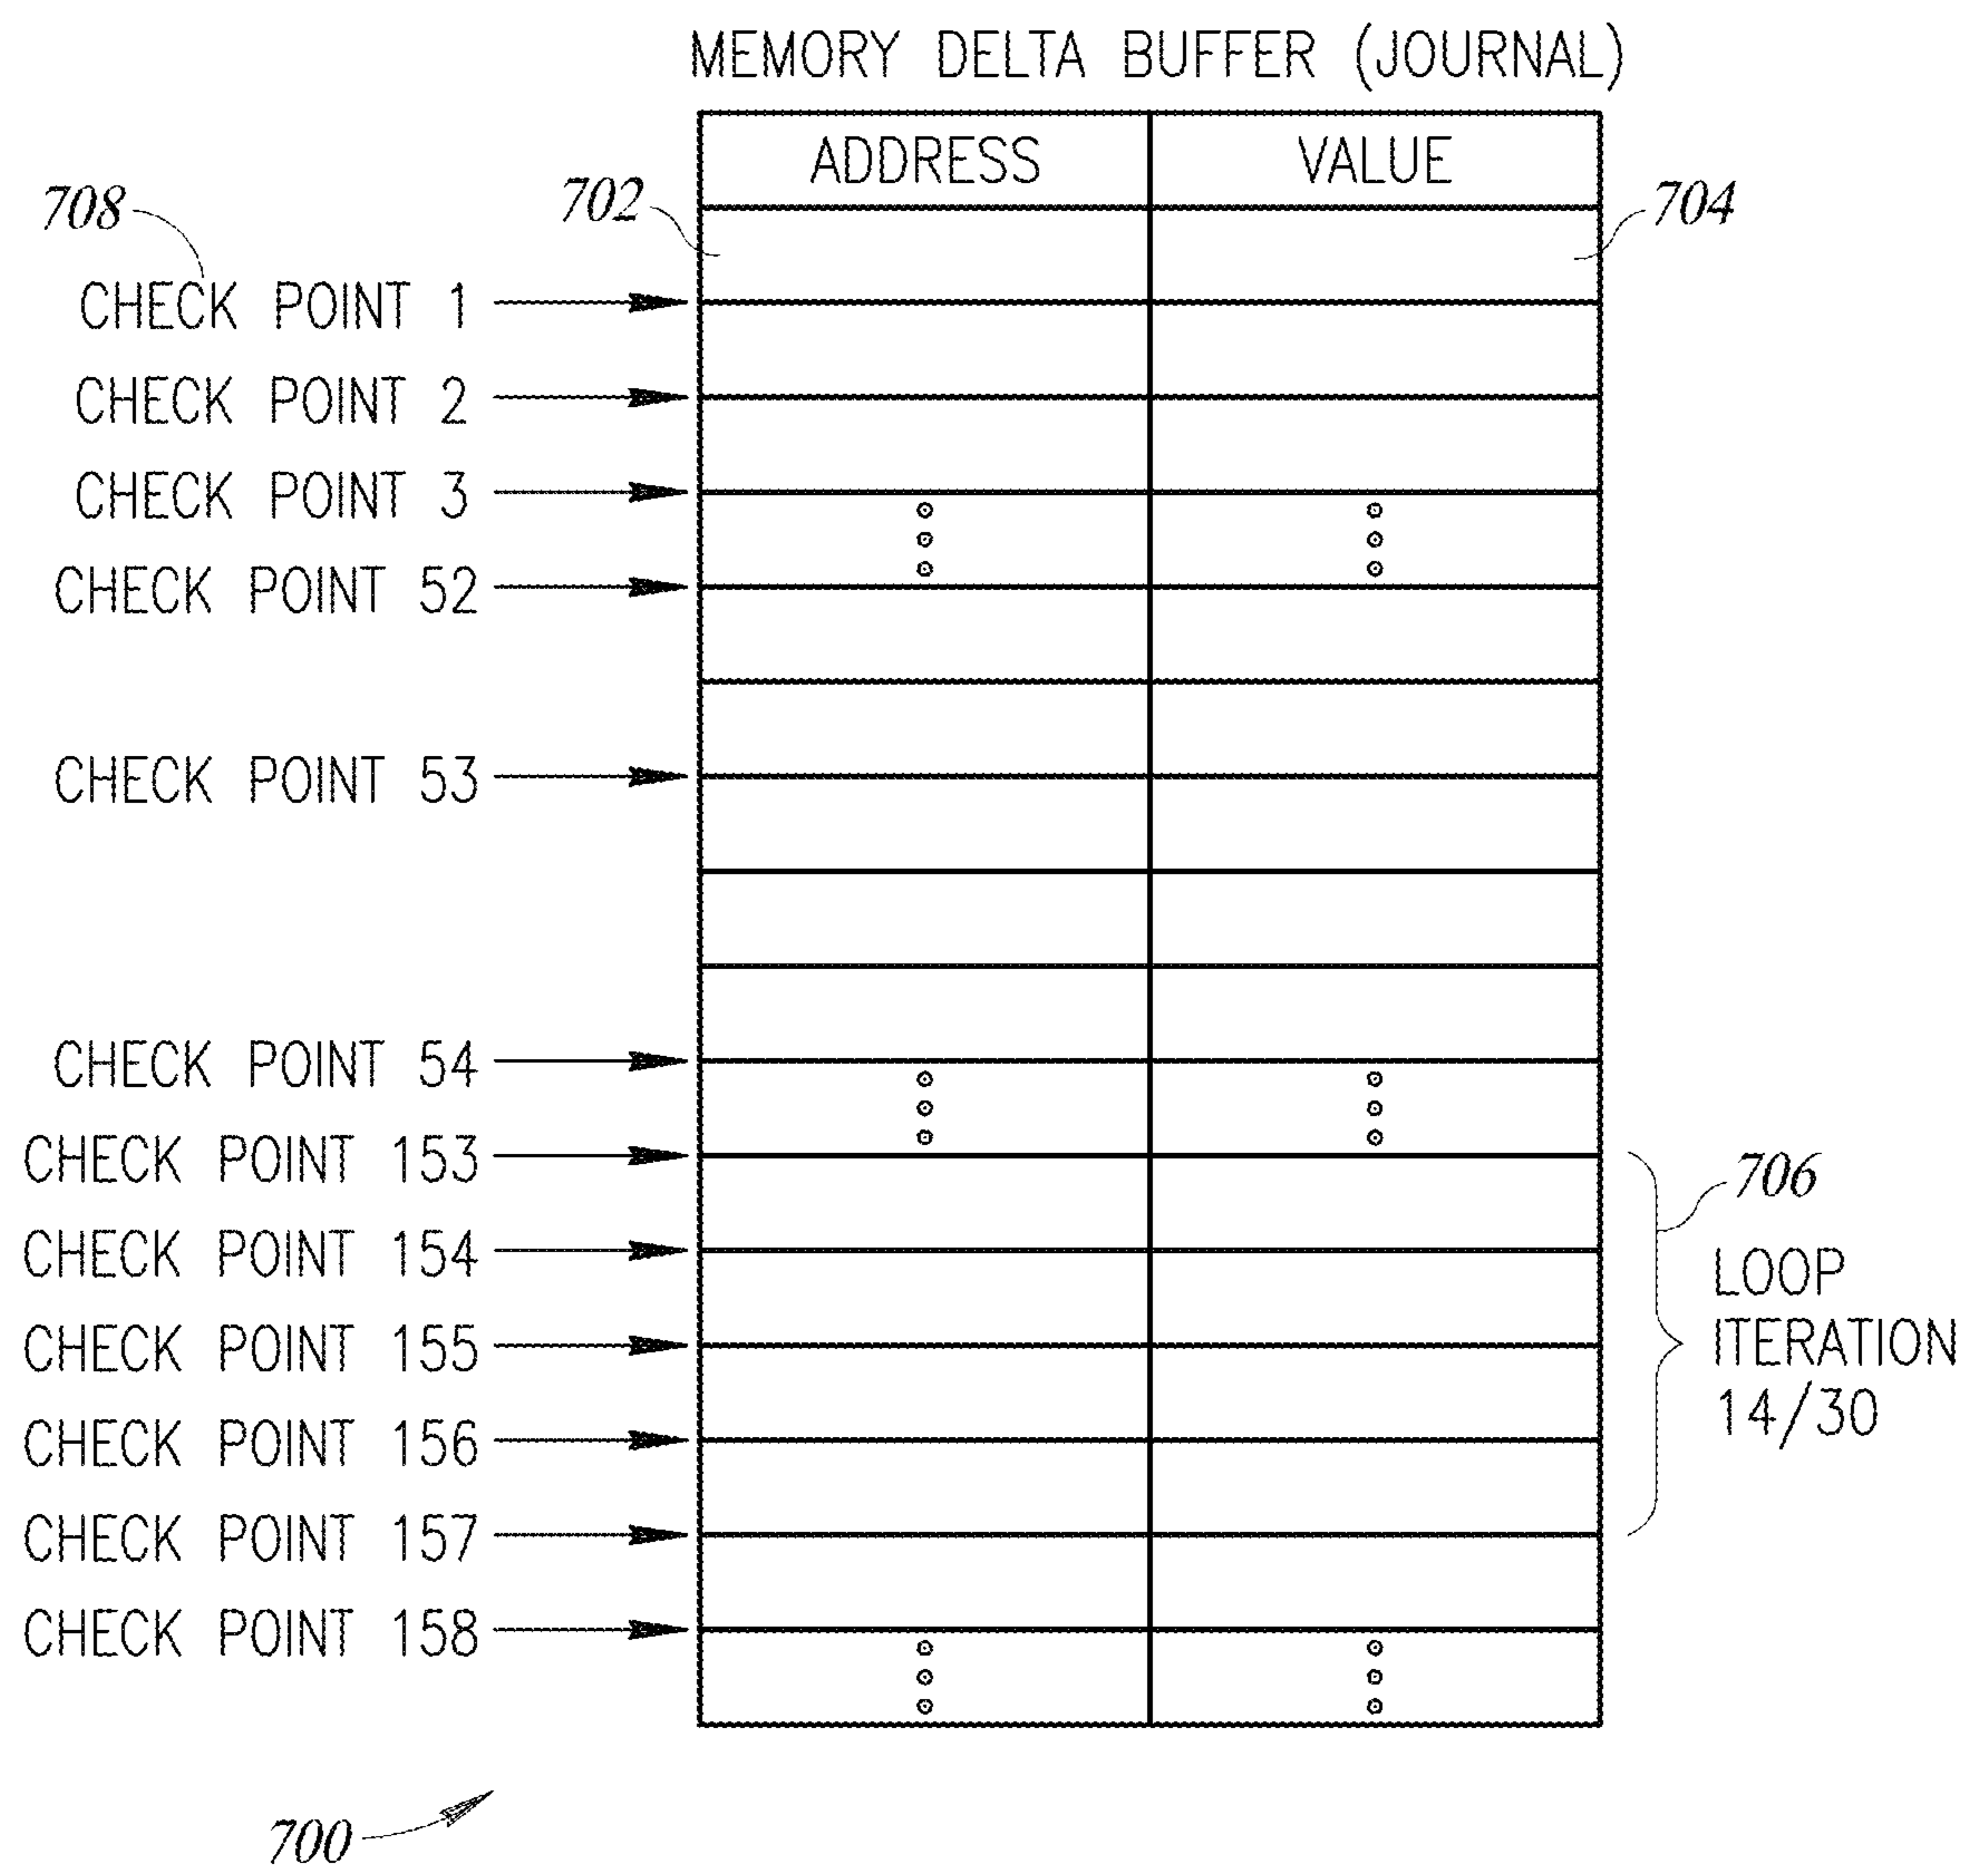 MEMORY DELTA BUFFER (JOURNAL)
ADDRESS VALUE
708 702 704
CHECK POINT 1
CHECK POINT 2
CHECK POINT 3
CHECK POINT 52
CHECK POINT 53
CHECK POINT 54
CHECK POINT 153
706
CHECK POINT 154
LOOP
CHECK POINT 155
ITERATION
14/30
CHECK POINT 156
CHECK POINT 157
CHECK POINT 158
700